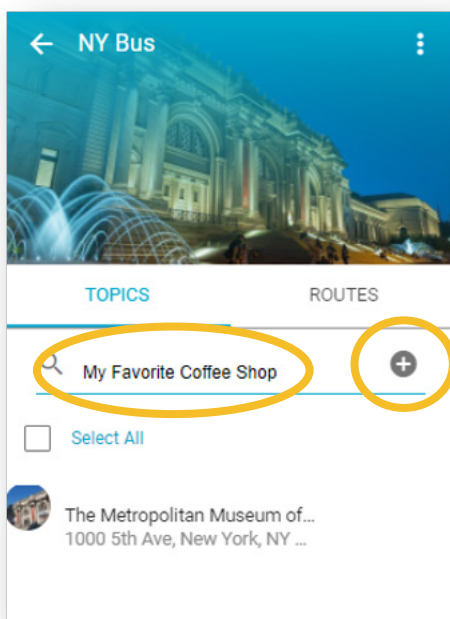 NY Bus
TOPICS
ROUTES
My Favorite Coffee Shop
Select All
The Metropolitan Museum of...
1000 5th Ave, New York, NY ...